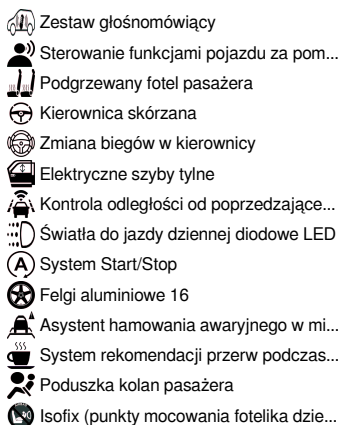 Zestaw głośnomówiący
Sterowanie funkcjami pojazdu za pom...
Podgrzewany fotel pasażera
Kierownica skórzana
Zmiana biegów w kierownicy
Elektryczne szyby tylne
Kontrola odległości od poprzedzające...
Światła do jazdy dziennej diodowe LED
System Start/Stop
Felgi aluminiowe 16
Asystent hamowania awaryjnego w mi...
System rekomendacji przerw podczas...
Poduszka kolan pasażera
Isofix (punkty mocowania fotelika dzie...